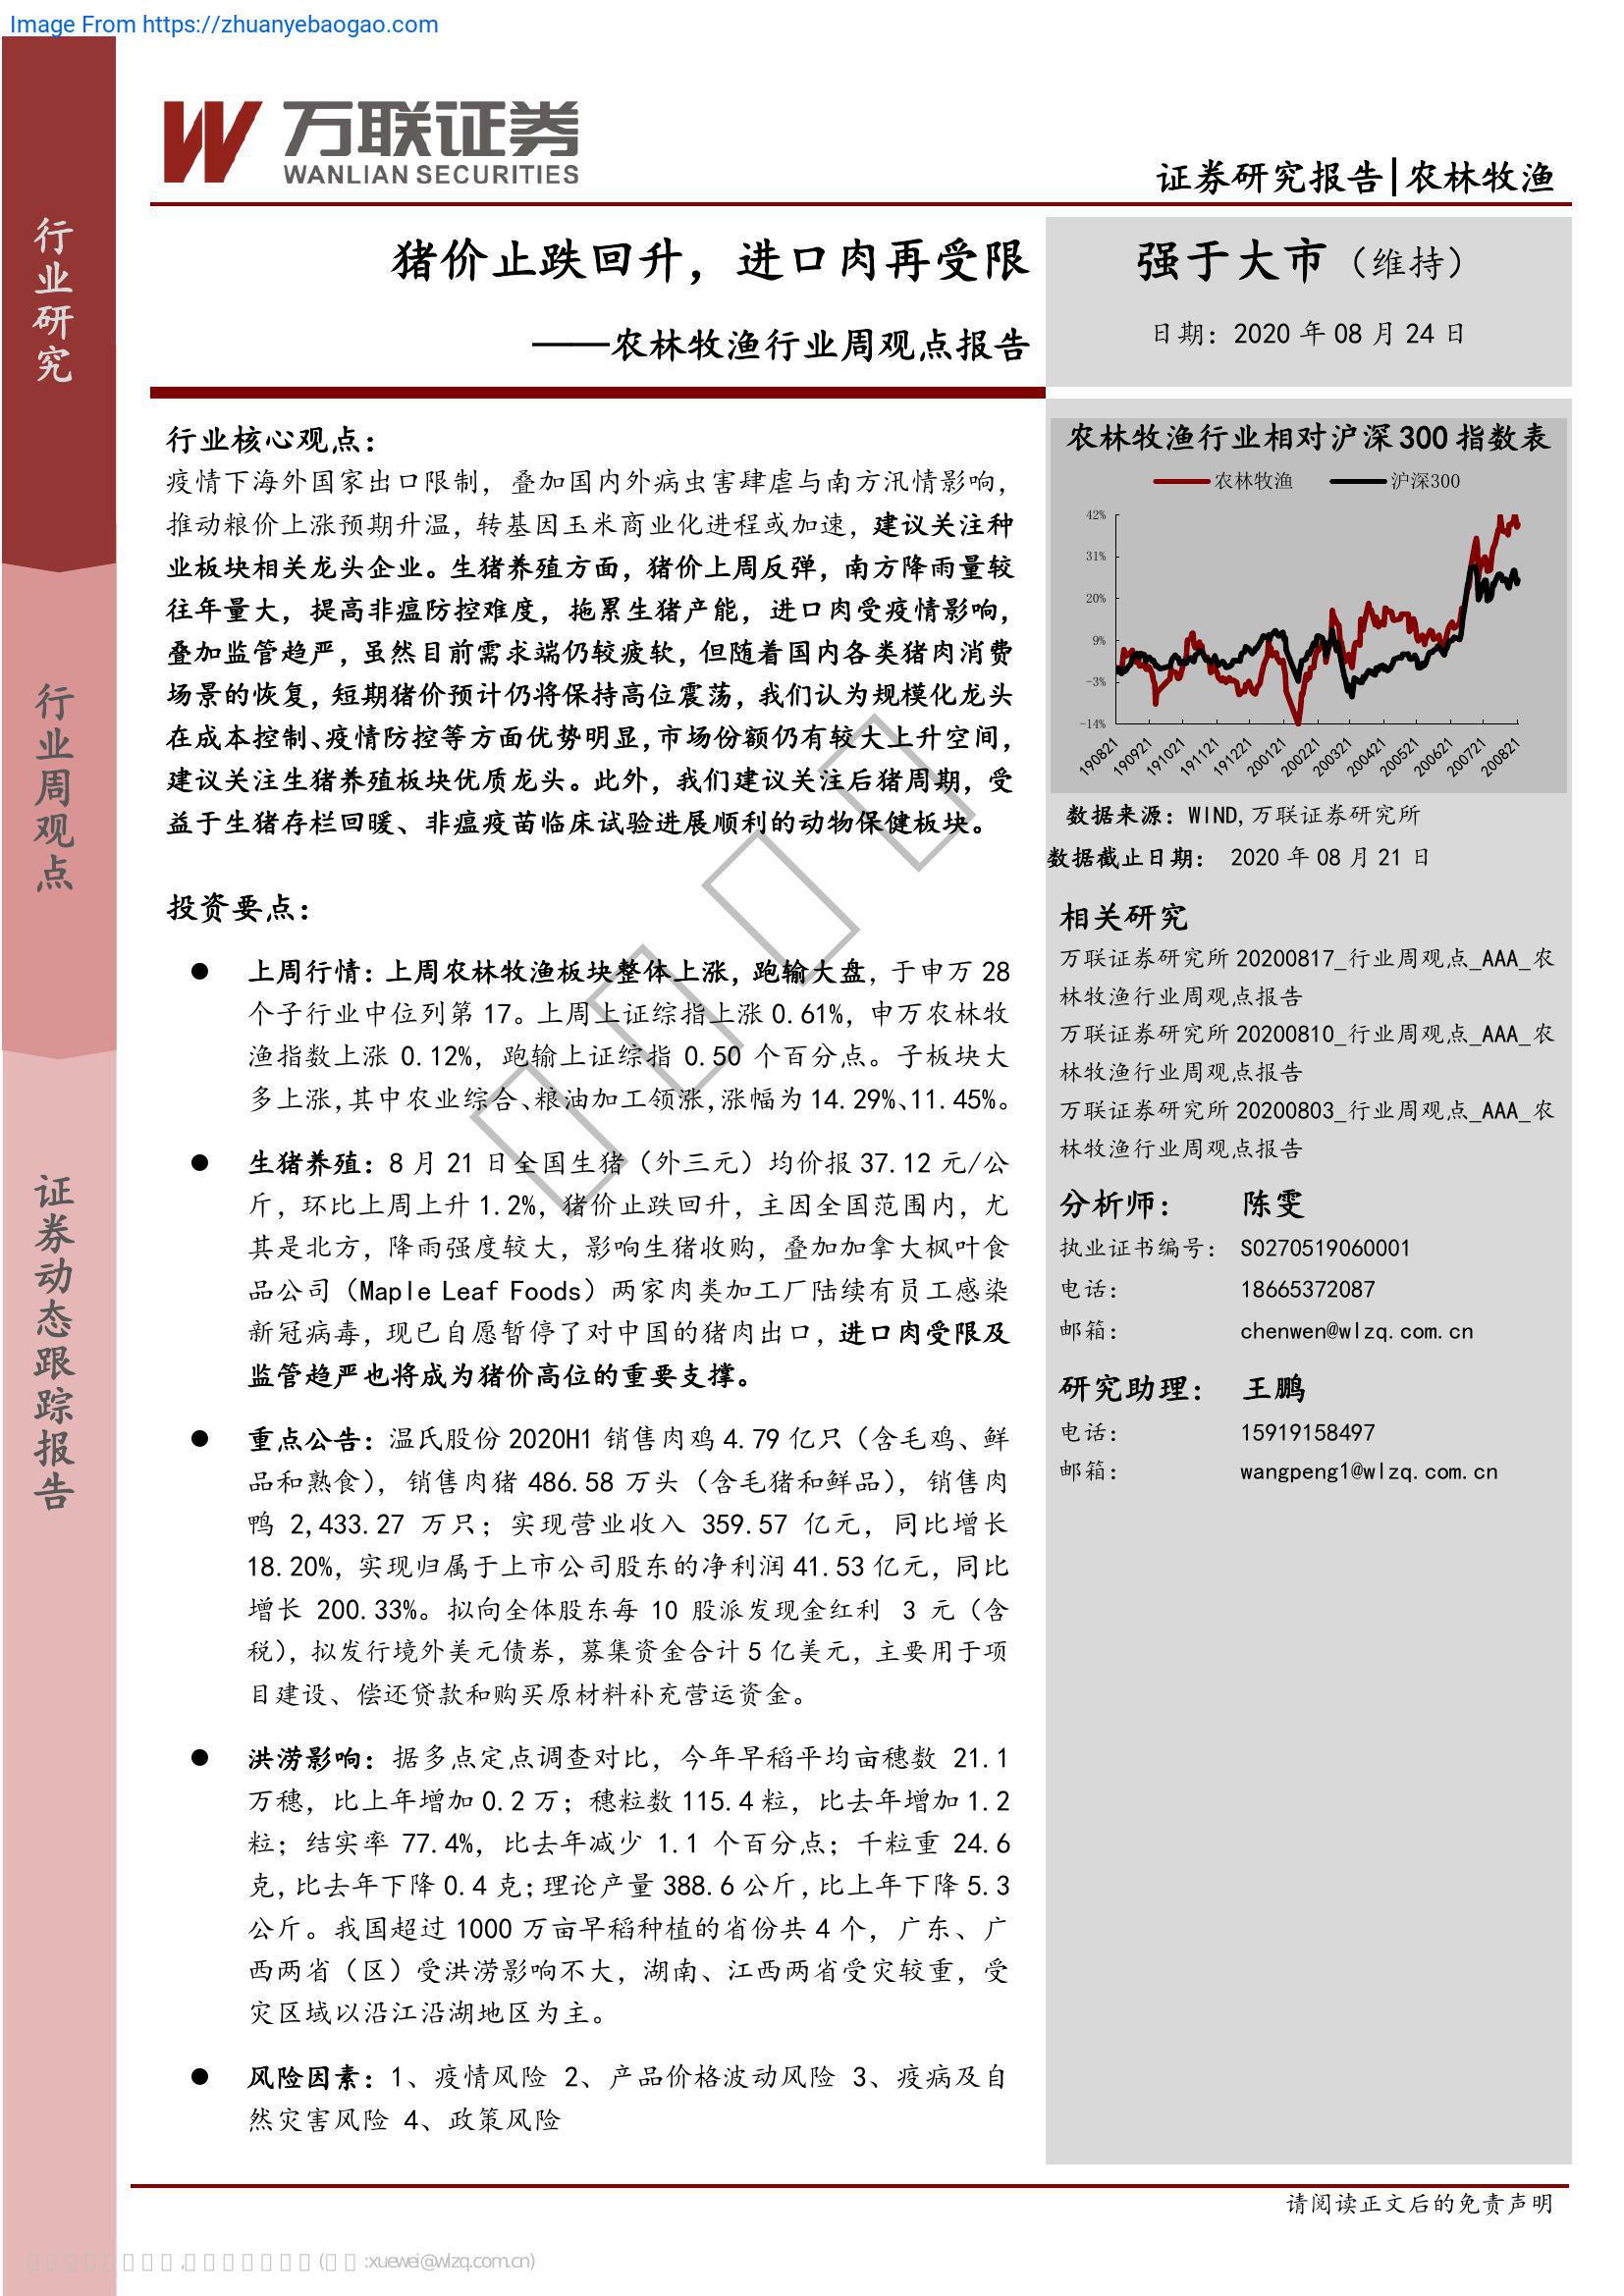 Image From https://zhuanyebaogao.com
万联证券
WANLIAN SECURITIES
证券研究报告|农林牧渔
行业研究
行业周观点
证券动态跟踪报告
猪价止跌回升，进口肉再受限
——农林牧渔行业周观点报告
强于大市（维持）
日期：2020 年 08 月 24 日
行业核心观点：
疫情下海外国家出口限制，叠加国内外病虫害肆虐与南方汛情影响，
推动粮价上涨预期升温，转基因玉米商业化进程或加速，建议关注种
业板块相关龙头企业。生猪养殖方面，猪价上周反弹，南方降雨量较
往年量大，提高非瘟防控难度，拖累生猪产能，进口肉受疫情影响，
叠加监管趋严，虽然目前需求端仍较疲软，但随着国内各类猪肉消费
场景的恢复，短期猪价预计仍将保持高位震荡，我们认为规模化龙头
在成本控制、疫情防控等方面优势明显，市场份额仍有较大上升空间，
建议关注生猪养殖板块优质龙头。此外，我们建议关注后猪周期，受
益于生猪存栏回暖、非瘟疫苗临床试验进展顺利的动物保健板块。
投资要点：
● 上周行情：上周农林牧渔板块整体上涨，跑输大盘，于申万 28
个子行业中位列第 17。上周上证综指上涨 0.61%，申万农林牧
渔指数上涨 0.12%，跑输上证综指 0.50 个百分点。子板块大
多上涨，其中农业综合、粮油加工领涨，涨幅为 14.29%、11.45%。
● 生猪养殖：8 月 21 日全国生猪（外三元）均价报 37.12 元/公
斤，环比上周上升 1.2%，猪价止跌回升，主因全国范围内，尤
其是北方，降雨强度较大，影响生猪收购，叠加加拿大枫叶食
品公司（Maple Leaf Foods）两家肉类加工厂陆续有员工感染
新冠病毒，现已自愿暂停了对中国的猪肉出口，进口肉受限及
监管趋严也将成为猪价高位的重要支撑。
● 重点公告：温氏股份 2020H1 销售肉鸡 4.79 亿只（含毛鸡、鲜
品和熟食），销售肉猪 486.58 万头（含毛猪和鲜品），销售肉
鸭 2,433.27 万只；实现营业收入 359.57 亿元，同比增长
18.20%，实现归属于上市公司股东的净利润 41.53 亿元，同比
增长 200.33%。拟向全体股东每 10 股派发现金红利 3 元（含
税），拟发行境外美元债券，募集资金合计 5 亿美元，主要用于项
目建设、偿还贷款和购买原材料补充营运资金。
● 洪涝影响：据多点定点调查对比，今年早稻平均亩穗数 21.1
万穗，比上年增加 0.2 万；穗粒数 115.4 粒，比去年增加 1.2
粒；结实率 77.4%，比去年减少 1.1 个百分点；千粒重 24.6
克，比去年下降 0.4 克；理论产量 388.6 公斤，比上年下降 5.3
公斤。我国超过 1000 万亩早稻种植的省份共 4 个，广东、广
西两省（区）受洪涝影响不大，湖南、江西两省受灾较重，受
灾区域以沿江沿湖地区为主。
● 风险因素：1、疫情风险 2、产品价格波动风险 3、疫病及自
然灾害风险 4、政策风险
农林牧渔行业相对沪深 300 指数表
农林牧渔 沪深300
42%
31%
20%
9%
-3%
-14%
190821 190921 191021 191121 191221 200121 200221 200321 200421 200521 200621 200721 200821
数据来源：WIND,万联证券研究所
数据截止日期： 2020 年 08 月 21 日
相关研究
万联证券研究所 20200817_行业周观点_AAA_农
林牧渔行业周观点报告
万联证券研究所 20200810_行业周观点_AAA_农
林牧渔行业周观点报告
万联证券研究所 20200803_行业周观点_AAA_农
林牧渔行业周观点报告
分析师： 陈雯
执业证书编号： S0270519060001
电话： 18665372087
邮箱： chenwen@wlzq.com.cn
研究助理： 王鹏
电话： 15919158497
邮箱： wangpeng1@wlzq.com.cn
请阅读正文后的免责声明
:xuewei@wlzq.com.cn)